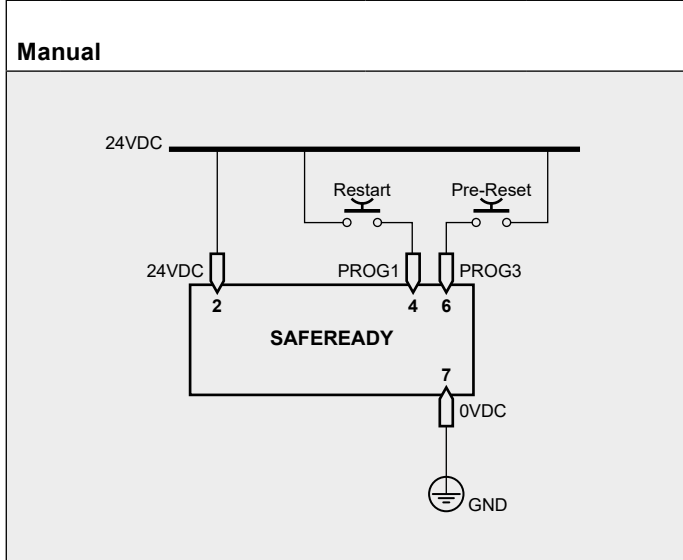 Manual
24VDC
Restart Pre-Reset
24VDC PROG1 PROG3
2 4 6
SAFEREADY
7
0VDC
GND